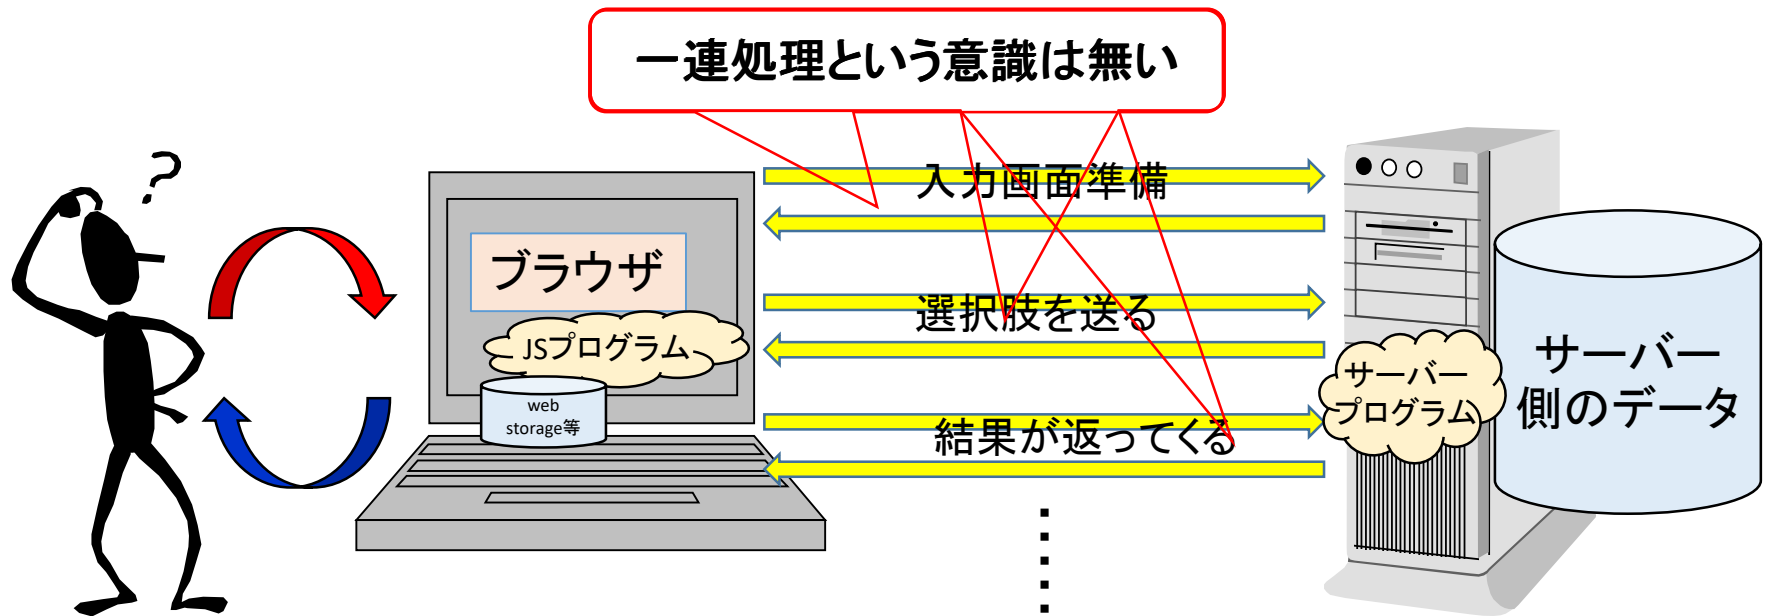 一連処理という意識は無い
?
入力画面準備
ブラウザ
選択肢を送る
JSプログラム
web
storage等
結果が返ってくる
サーバー
プログラム
サーバー
側のデータ